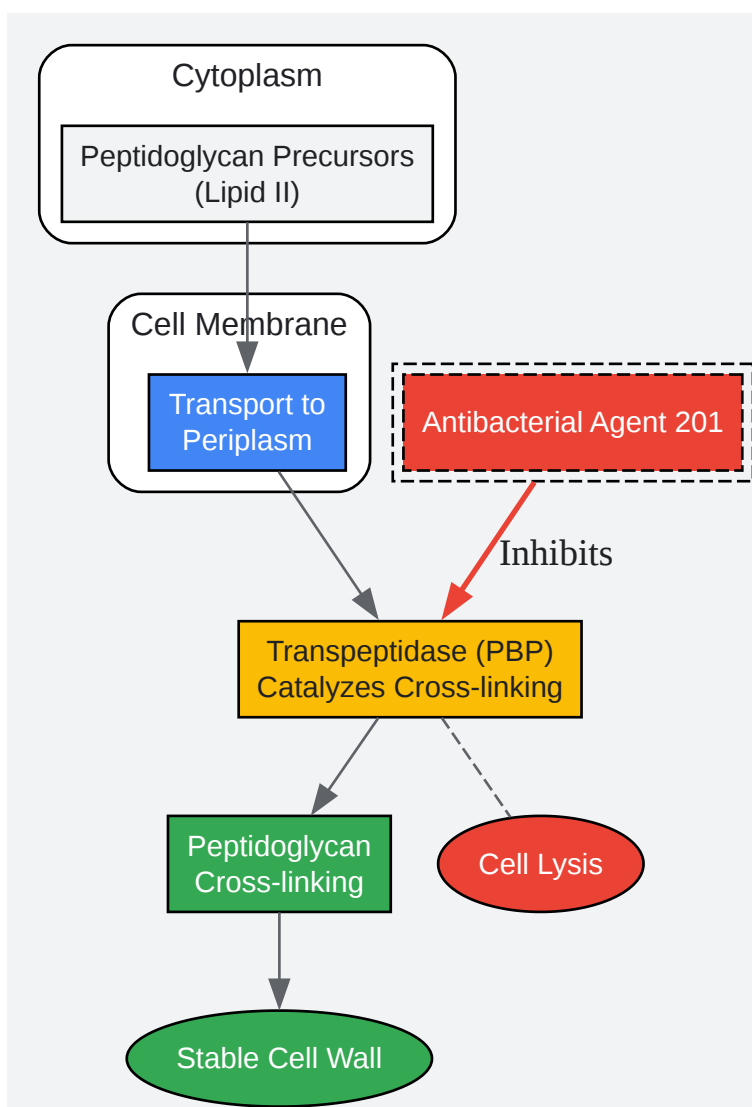 Cytoplasm
Peptidoglycan Precursors
(Lipid II)
Cell Membrane
Transport to
Periplasm
Antibacterial Agent 201
Inhibits
Transpeptidase (PBP)
Catalyzes Cross-linking
Peptidoglycan
Cross-linking
Cell Lysis
Stable Cell Wall